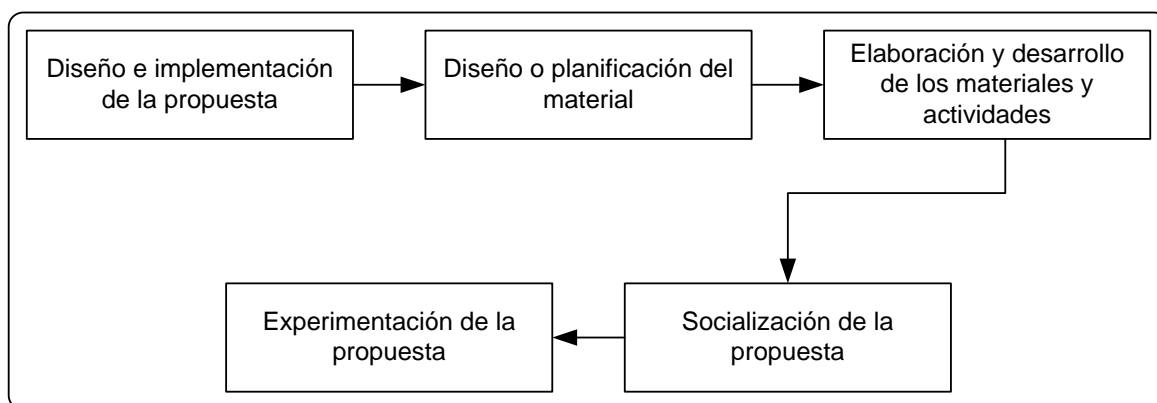 Diseño e implementación
de la propuesta
Diseño o planificación del
material
Elaboración y desarrollo
de los materiales y
actividades
Socialización de la
propuesta
Experimentación de la
propuesta